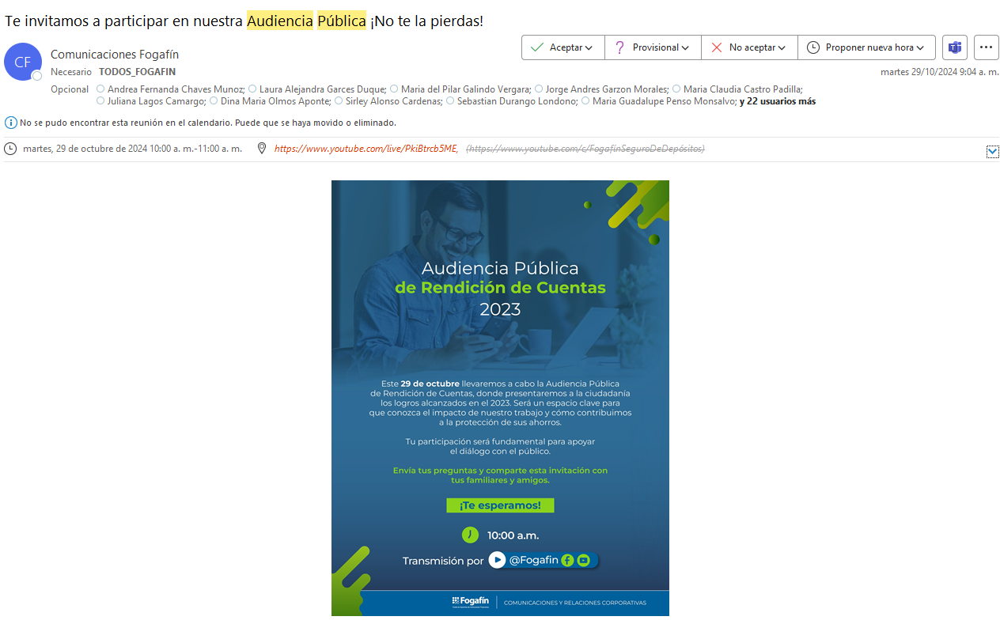 Te invitamos a participar en nuestra Audiencia Pública ¡No te la pierdas!
CF
Comunicaciones Fogafín
Aceptar
Provisional
No aceptar
Proponer nueva hora
Necesario TODOS_FOGAFIN
martes 29/10/2024 9:04 a. m.
Opcional Andrea Fernanda Chaves Munoz; Laura Alejandra Garces Duque; Maria del Pilar Galindo Vergara; Jorge Andres Garzon Morales; Maria Claudia Castro Padilla;
Juliana Lagos Camargo; Dina Maria Olmos Aponte; Sirley Alonso Cardenas; Sebastian Durango Londono; Maria Guadalupe Penso Monsalvo; y 22 usuarios más
No se pudo encontrar esta reunión en el calendario. Puede que se haya movido o eliminado.
martes, 29 de octubre de 2024 10:00 a. m.-11:00 a. m. https://www.youtube.com/live/PkiBtrcb5ME, (https://www.youtube.com/c/FogafínSeguroDeDepósitos)
Audiencia Pública
de Rendición de Cuentas
2023
Este 29 de octubre llevaremos a cabo la Audiencia Pública
de Rendición de Cuentas, donde presentaremos a la ciudadanía
los logros alcanzados en el 2023. Será un espacio clave para
que conozca el impacto de nuestro trabajo y cómo contribuimos
a la protección de sus ahorros.
Tu participación será fundamental para apoyar
el diálogo con el público.
Envía tus preguntas y comparte esta invitación con
tus familiares y amigos.
¡Te esperamos!
10:00 a.m.
Transmisión por @Fogafin
Fogafín
COMUNICACIONES Y RELACIONES CORPORATIVAS